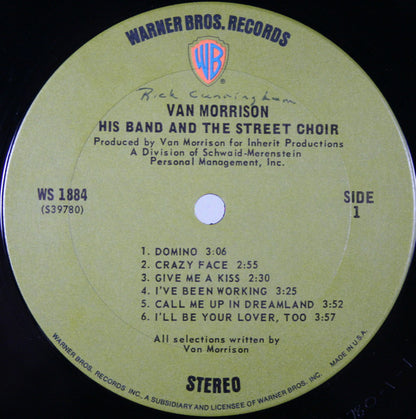 WARNER BROS. RECORDS
WB
Rick Cunningham
VAN MORRISON
HIS BAND AND THE STREET CHOIR
Produced by Van Morrison for Inherit Productions
A Division of Schwaid-Merenstein
Personal Management, Inc.
WS 1884
(S39780)
SIDE
1
1. DOMINO 3:06
2. CRAZY FACE 2:55
3. GIVE ME A KISS 2:30
4. I'VE BEEN WORKING 3:25
5. CALL ME UP IN DREAMLAND 3:52
6. I'LL BE YOUR LOVER, TOO 3:57
All selections written by
Van Morrison
STEREO
WARNER BROS. RECORDS INC. A SUBSIDIARY AND LICENSEE OF WARNER BROS. INC.
MADE IN U.S.A.